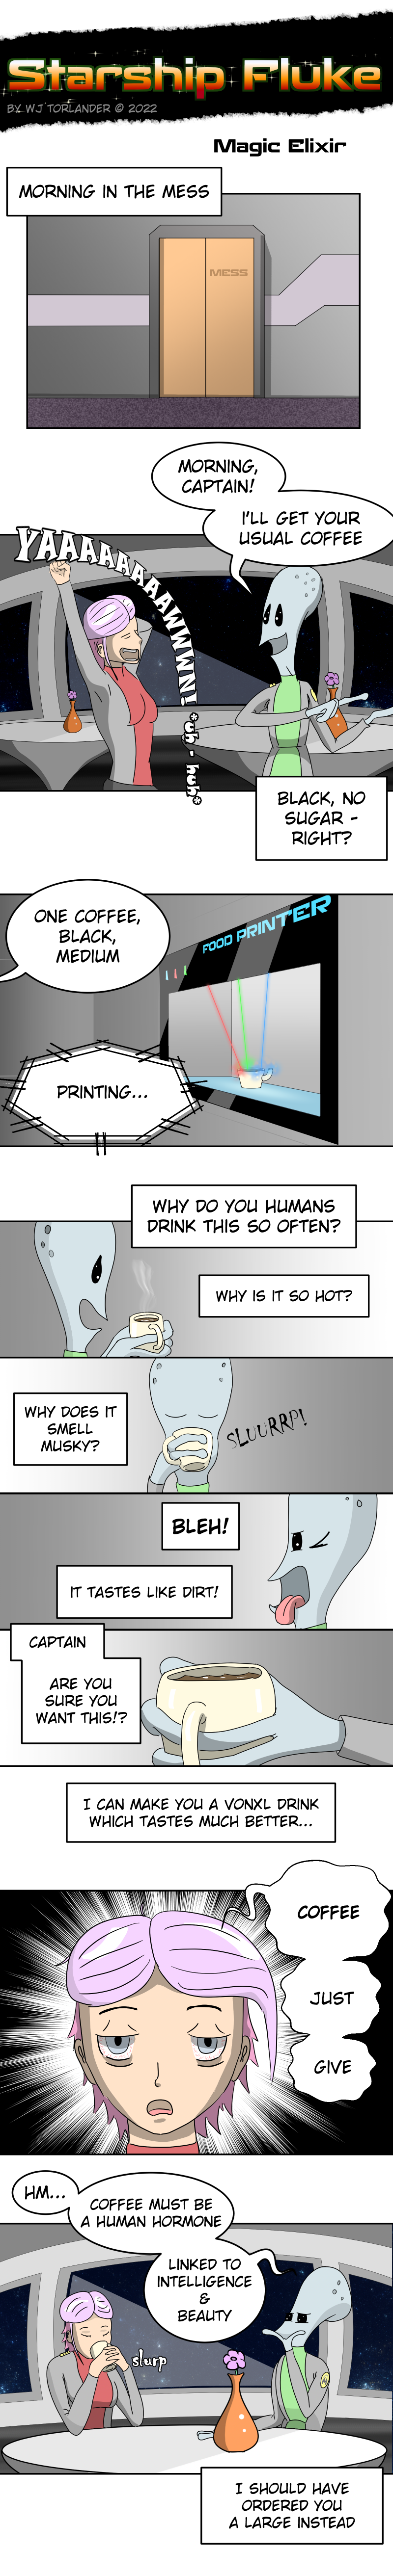 Starship Fluke
BY WJ TORLANDER © 2022
Magic Elixir
MORNING IN THE MESS
MESS
MORNING,
CAPTAIN!
I'LL GET YOUR
USUAL COFFEE
YAAAAAAAAWWWN!
*uh-huh*
BLACK, NO
SUGAR -
RIGHT?
ONE COFFEE,
BLACK,
MEDIUM
FOOD PRINTER
PRINTING...
WHY DO YOU HUMANS
DRINK THIS SO OFTEN?
WHY IS IT SO HOT?
WHY DOES IT
SMELL
MUSKY?
SLUURRP!
BLEH!
IT TASTES LIKE DIRT!
CAPTAIN
ARE YOU
SURE YOU
WANT THIS!?
I CAN MAKE YOU A VONXL DRINK
WHICH TASTES MUCH BETTER...
COFFEE
JUST
GIVE
HM...
COFFEE MUST BE
A HUMAN HORMONE
LINKED TO
INTELLIGENCE
&
BEAUTY
slurp
I SHOULD HAVE
ORDERED YOU
A LARGE INSTEAD